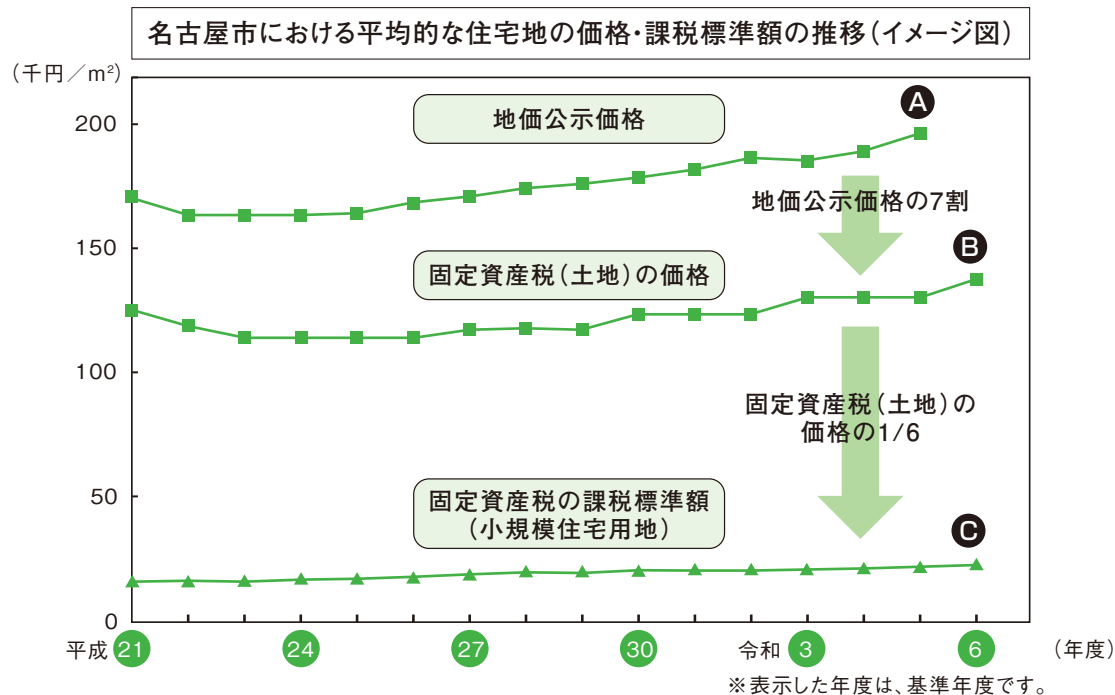 名古屋市における平均的な住宅地の価格・課税標準額の推移(イメージ図)
(千円/m²)
200
150
100
50
0
地価公示価格
A
地価公示価格の7割
固定資産税(土地)の価格
B
固定資産税(土地)の
価格の1/6
固定資産税の課税標準額
(小規模住宅用地)
C
平成 21 24 27 30 令和 3 6 (年度)
※表示した年度は、基準年度です。